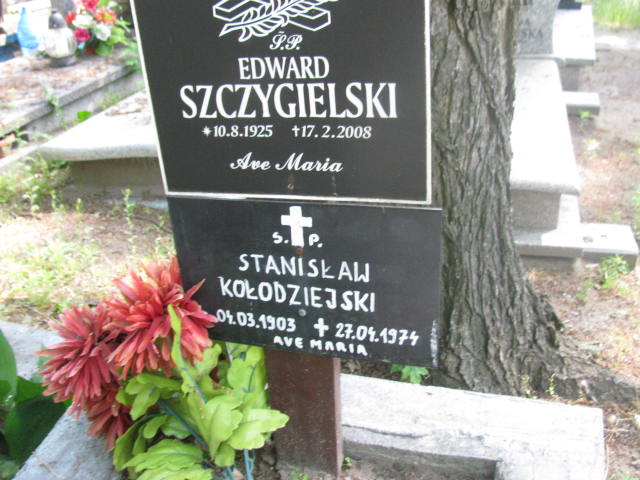 Ś.P.
EDWARD
SZCZYGIELSKI
*10.8.1925 +17.2.2008
Ave Maria
S. P.
STANISŁAW
KOŁODZIEJSKI
04.03.1903 + 27.04.1974
AVE MARIA